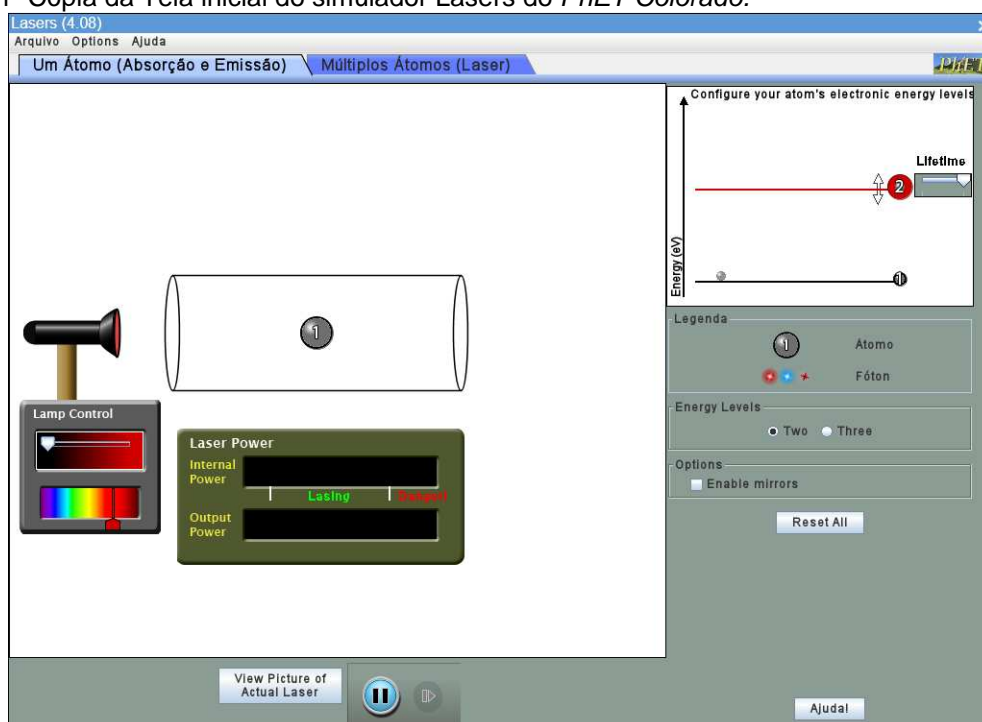 Cópia da Tela inicial do simulador Lasers do PhET Colorado.
Lasers (4.08)
Arquivo Options Ajuda
Um Átomo (Absorção e Emissão) Múltiplos Átomos (Laser)
PhET
Configure your atom's electronic energy levels
Lifetime
2
Energy (eV)
1
1
Legenda
1 Atomo
Fóton
Energy Levels
Two Three
Options
Enable mirrors
Reset All
Lamp Control
Laser Power
Internal
Power
Lasing
Output
Power
View Picture of
Actual Laser
Ajuda!